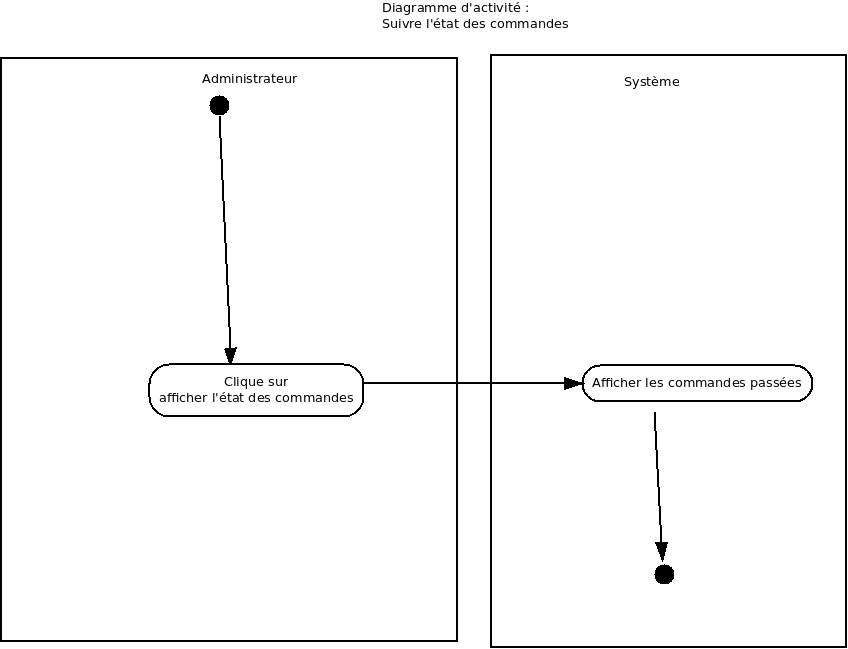 Diagramme d'activité :
Suivre l'état des commandes
Administrateur
Système
Clique sur
afficher l'état des commandes
Afficher les commandes passées